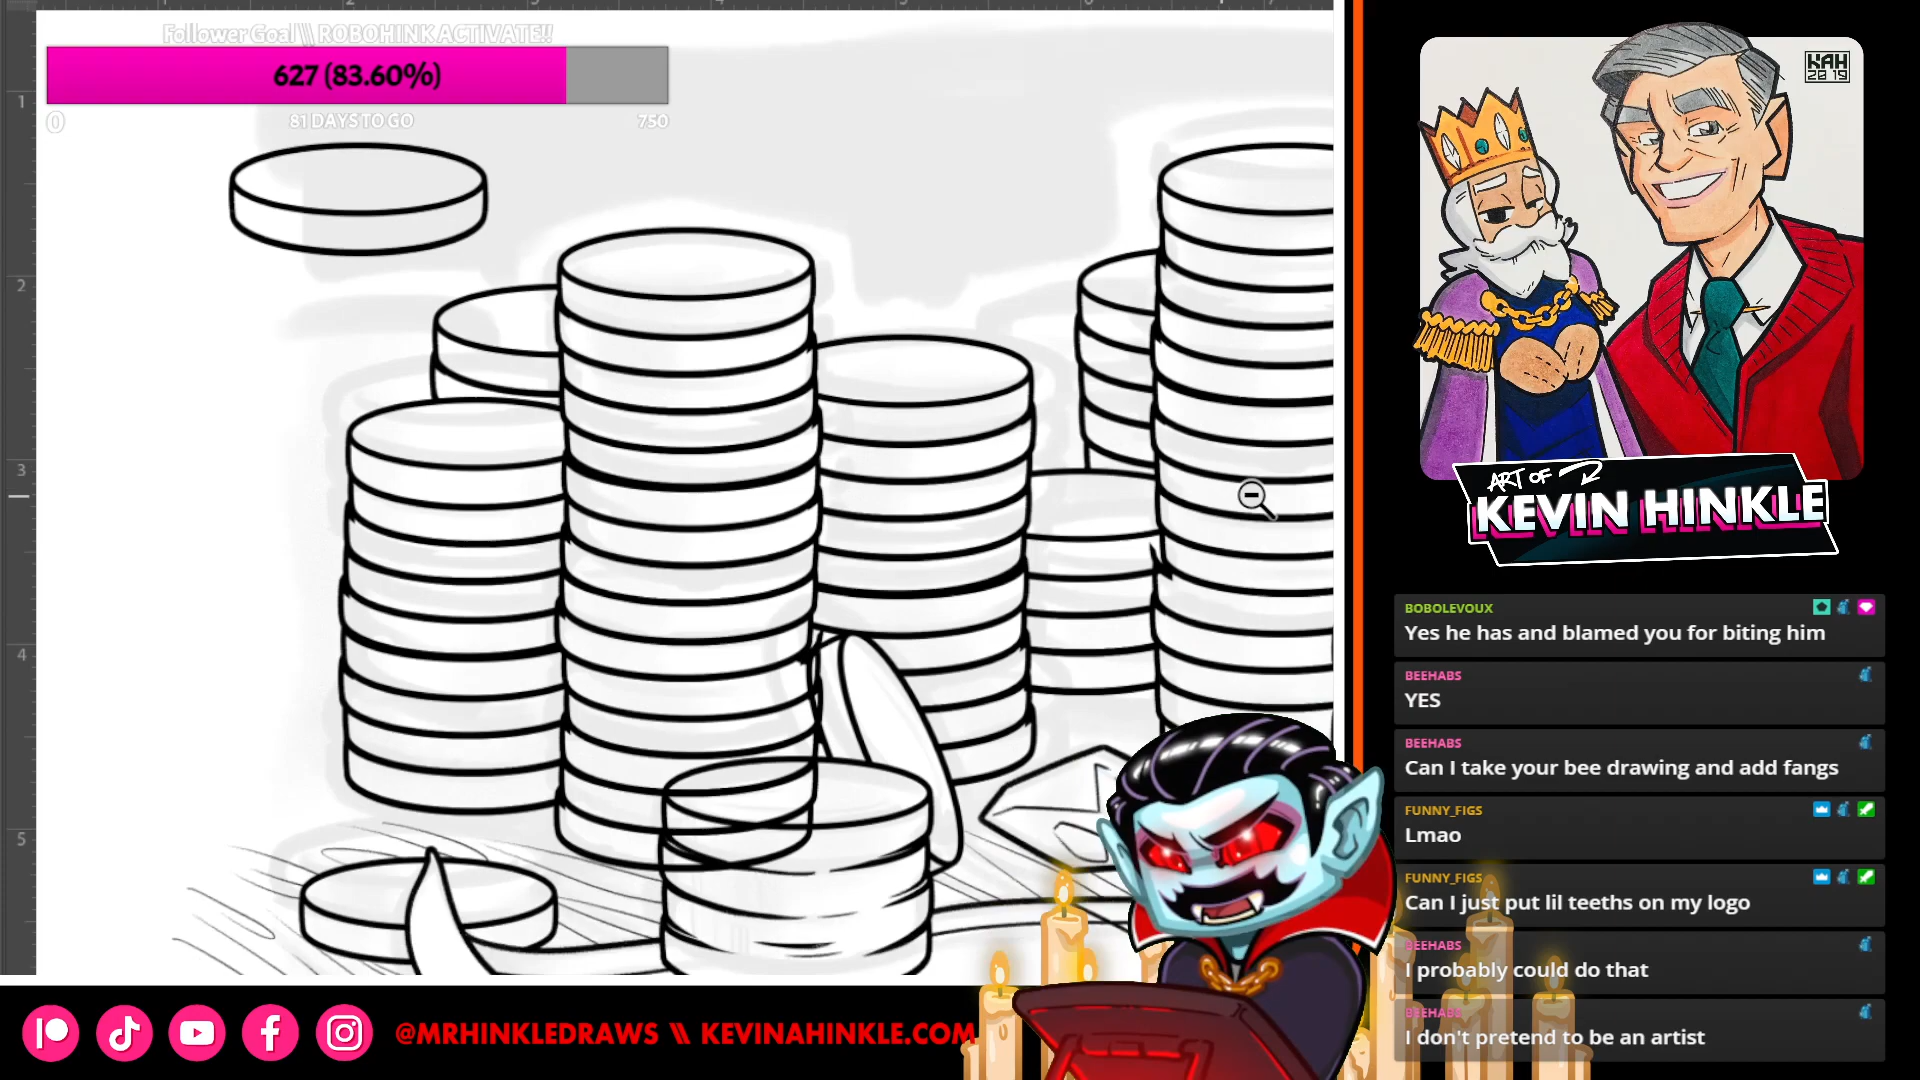 Follower Goal \\ ROBOHINK ACTIVATE!!
627 (83.60%)
0
81 DAYS TO GO
750
1
2
3
4
5
KAH
2019
ART OF
KEVIN HINKLE
BOBOLEVOUX
Yes he has and blamed you for biting him
BEEHABS
YES
BEEHABS
Can I take your bee drawing and add fangs
FUNNY_FIGS
Lmao
FUNNY_FIGS
Can I just put lil teeths on my logo
BEEHABS
I probably could do that
BEEHABS
I don't pretend to be an artist
@MRHINKLEDRAWS \\ KEVINAHINKLE.COM